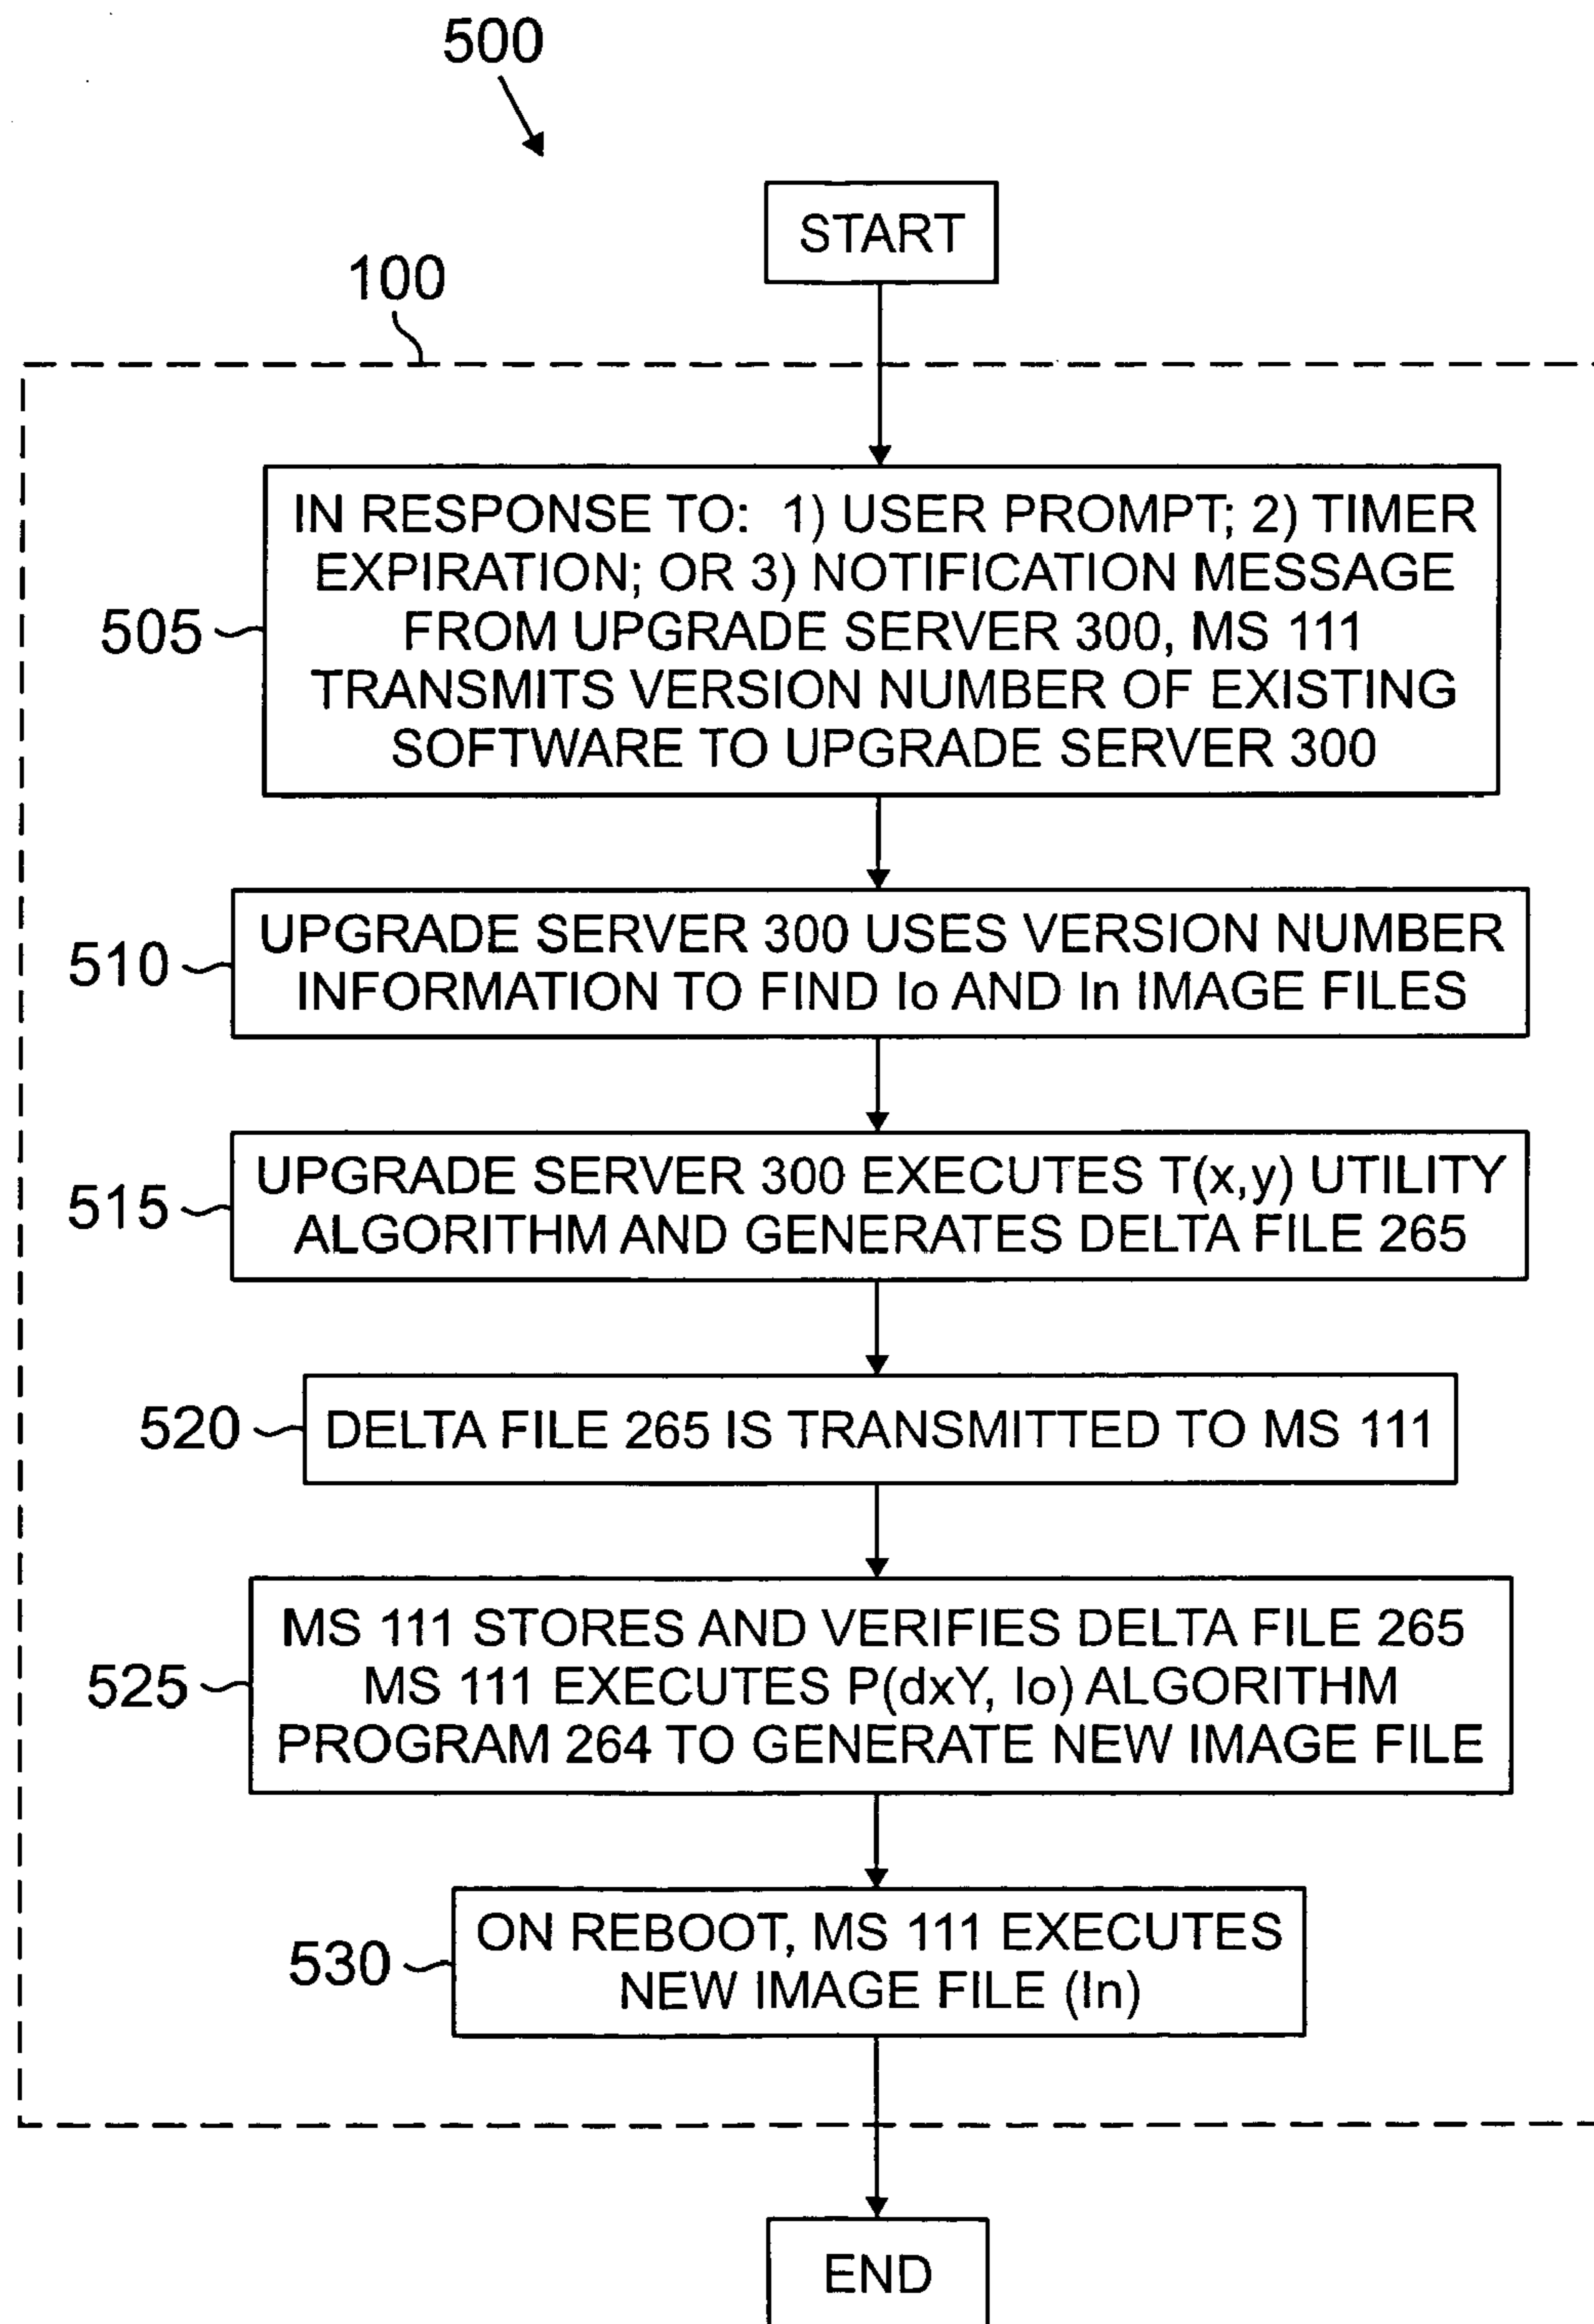 500
START
100
IN RESPONSE TO: 1) USER PROMPT; 2) TIMER
EXPIRATION; OR 3) NOTIFICATION MESSAGE
FROM UPGRADE SERVER 300, MS 111
TRANSMITS VERSION NUMBER OF EXISTING
SOFTWARE TO UPGRADE SERVER 300
505
UPGRADE SERVER 300 USES VERSION NUMBER
INFORMATION TO FIND Io AND In IMAGE FILES
510
UPGRADE SERVER 300 EXECUTES T(x,y) UTILITY
ALGORITHM AND GENERATES DELTA FILE 265
515
520
DELTA FILE 265 IS TRANSMITTED TO MS 111
MS 111 STORES AND VERIFIES DELTA FILE 265
MS 111 EXECUTES P(dxY, Io) ALGORITHM
PROGRAM 264 TO GENERATE NEW IMAGE FILE
525
ON REBOOT, MS 111 EXECUTES
NEW IMAGE FILE (In)
530
END